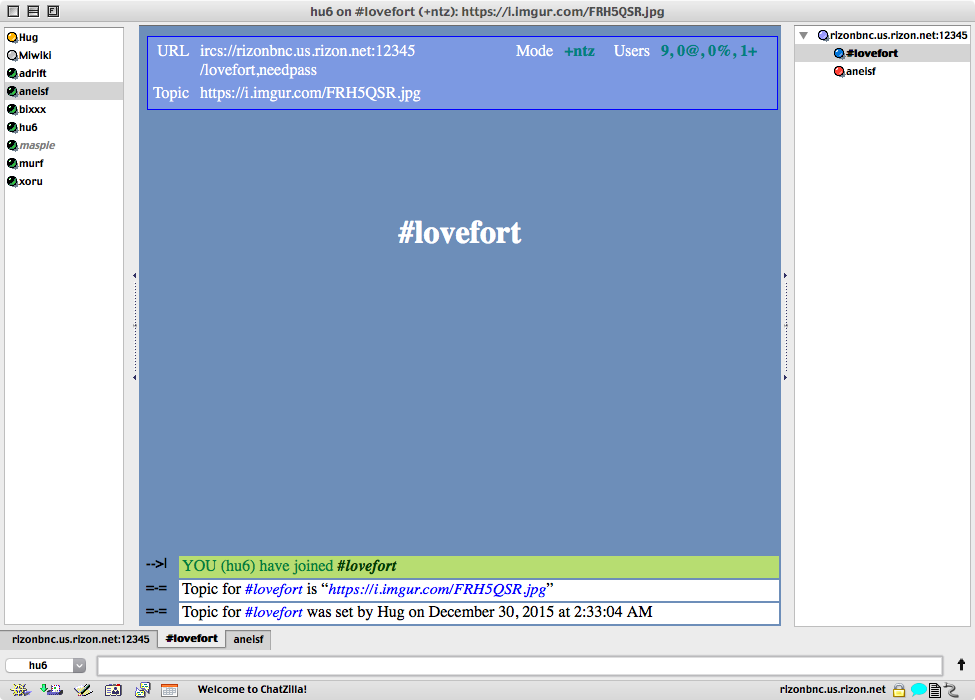 hu6 on #lovefort (+ntz): https://i.imgur.com/FRH5QSR.jpg
Hug
Miwiki
adrift
aneisf
bixxx
hu6
maspie
murf
xoru
URL ircs://rizonbnc.us.rizon.net:12345 Mode +ntz Users 9, 0@, 0%, 1+
/lovefort,needpass
Topic https://i.imgur.com/FRH5QSR.jpg
#lovefort
-->| YOU (hu6) have joined #lovefort
=-= Topic for #lovefort is “https://i.imgur.com/FRH5QSR.jpg”
=-= Topic for #lovefort was set by Hug on December 30, 2015 at 2:33:04 AM
rizonbnc.us.rizon.net:12345
#lovefort
aneisf
rizonbnc.us.rizon.net:12345 #lovefort aneisf
hu6
Welcome to ChatZilla! rizonbnc.us.rizon.net